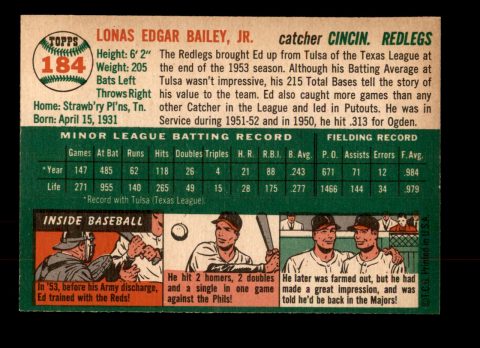 TOPPS
184
LONAS EDGAR BAILEY, JR. catcher CINCIN. REDLEGS
Height: 6' 2"
Weight: 205
Bats Left
Throws Right
Home: Strawb'ry Pl'ns, Tn.
Born: April 15, 1931
The Redlegs brought Ed up from Tulsa of the Texas League at
the end of the 1953 season. Although his Batting Average at
Tulsa wasn't impressive, his 215 Total Bases tell the story of
his value to the team. Ed also caught more games than any
other Catcher in the League and led in Putouts. He was in
Service during 1951-52 and in 1950, he hit .313 for Ogden.
MINOR LEAGUE BATTING RECORD FIELDING RECORD
Games At Bat Runs Hits Doubles Triples H. R. R.B.I. B. Avg. P. O. Assists Errors F. Avg.
*Year 147 485 62 118 26 4 21 88 .243 671 71 12 .984
Life 271 955 140 265 49 15 28 175 .277 1466 144 34 .979
*Record with Tulsa (Texas League).
INSIDE BASEBALL
In '53, before his Army discharge,
Ed trained with the Reds!
He hit 2 homers, 2 doubles
and a single in one game
against the Phils!
He later was farmed out, but he had
made a great impression, and was
told he'd be back in the Majors!
©T.C.G. Printed in U.S.A.